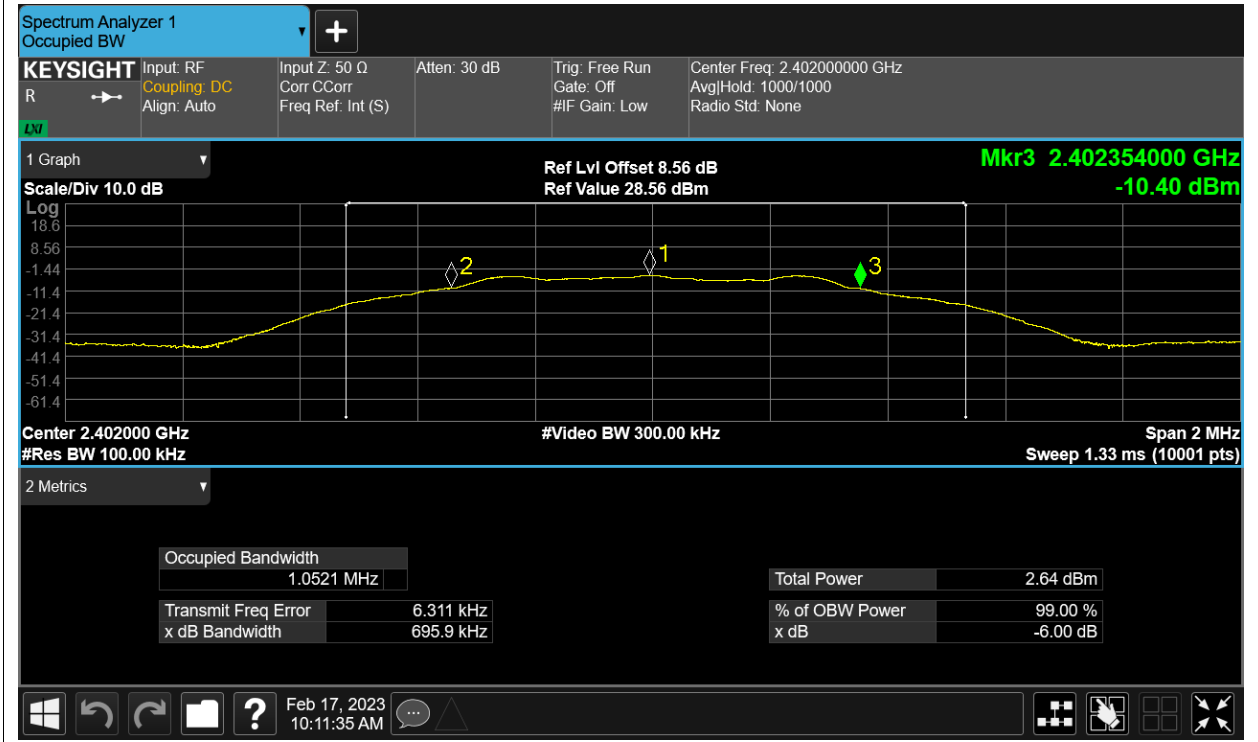 Spectrum Analyzer 1
Occupied BW
KEYSIGHT
R
LXI
Input: RF
Coupling: DC
Align: Auto
Input Z: 50 Ω
Corr CCorr
Freq Ref: Int (S)
Atten: 30 dB
Trig: Free Run
Gate: Off
#IF Gain: Low
Center Freq: 2.402000000 GHz
Avg|Hold: 1000/1000
Radio Std: None
1 Graph
Scale/Div 10.0 dB
Ref Lvl Offset 8.56 dB
Ref Value 28.56 dBm
Mkr3 2.402354000 GHz
-10.40 dBm
Log
18.6
8.56
-1.44
-11.4
-21.4
-31.4
-41.4
-51.4
-61.4
2
1
3
Center 2.402000 GHz
#Video BW 300.00 kHz
Span 2 MHz
#Res BW 100.00 kHz
Sweep 1.33 ms (10001 pts)
2 Metrics
Occupied Bandwidth
1.0521 MHz
Transmit Freq Error 6.311 kHz
x dB Bandwidth 695.9 kHz
Total Power 2.64 dBm
% of OBW Power 99.00 %
x dB -6.00 dB
?
Feb 17, 2023
10:11:35 AM